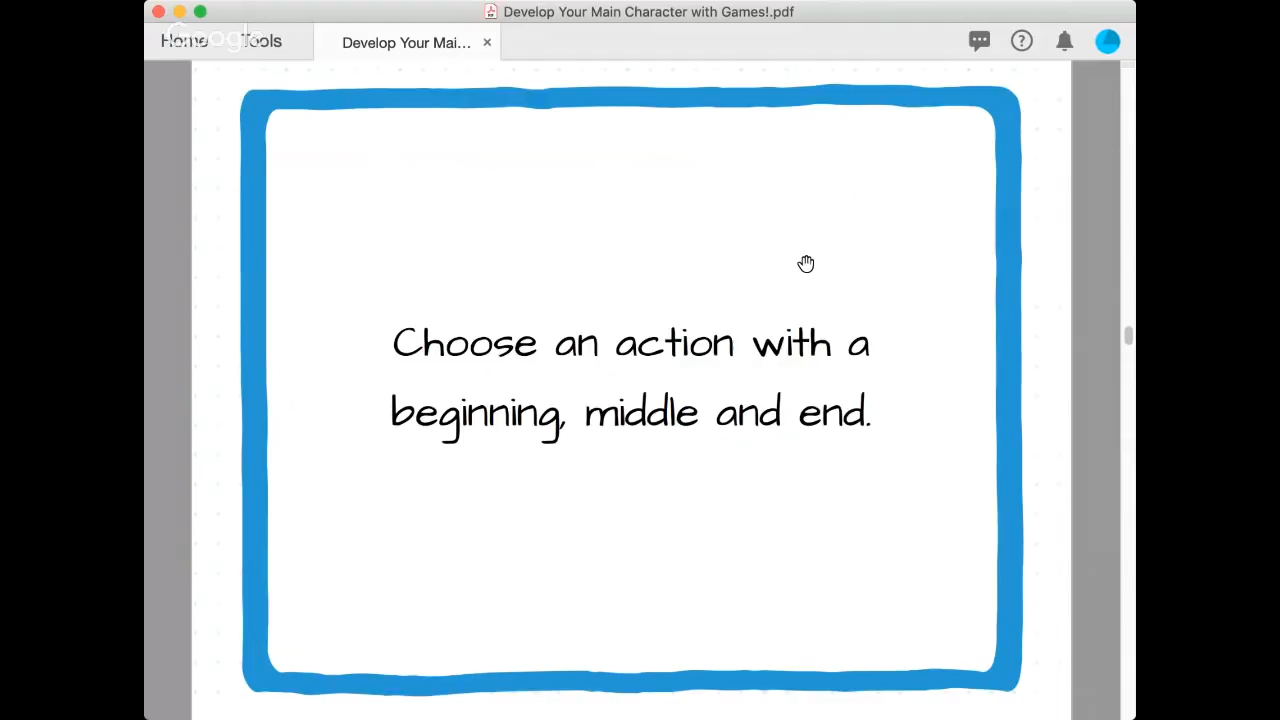 Develop Your Main Character with Games!.pdf
Home
Google
Tools
Develop Your Mai...
Choose an action with a
beginning, middle and end.